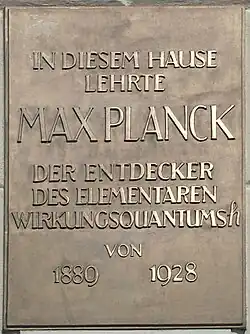 IN DIESEM HAUSE
LEHRTE
MAX PLANCK
DER ENTDECKER
DES ELEMENTAREN
WIRKUNGSQUANTUMS h
VON
1889 1928